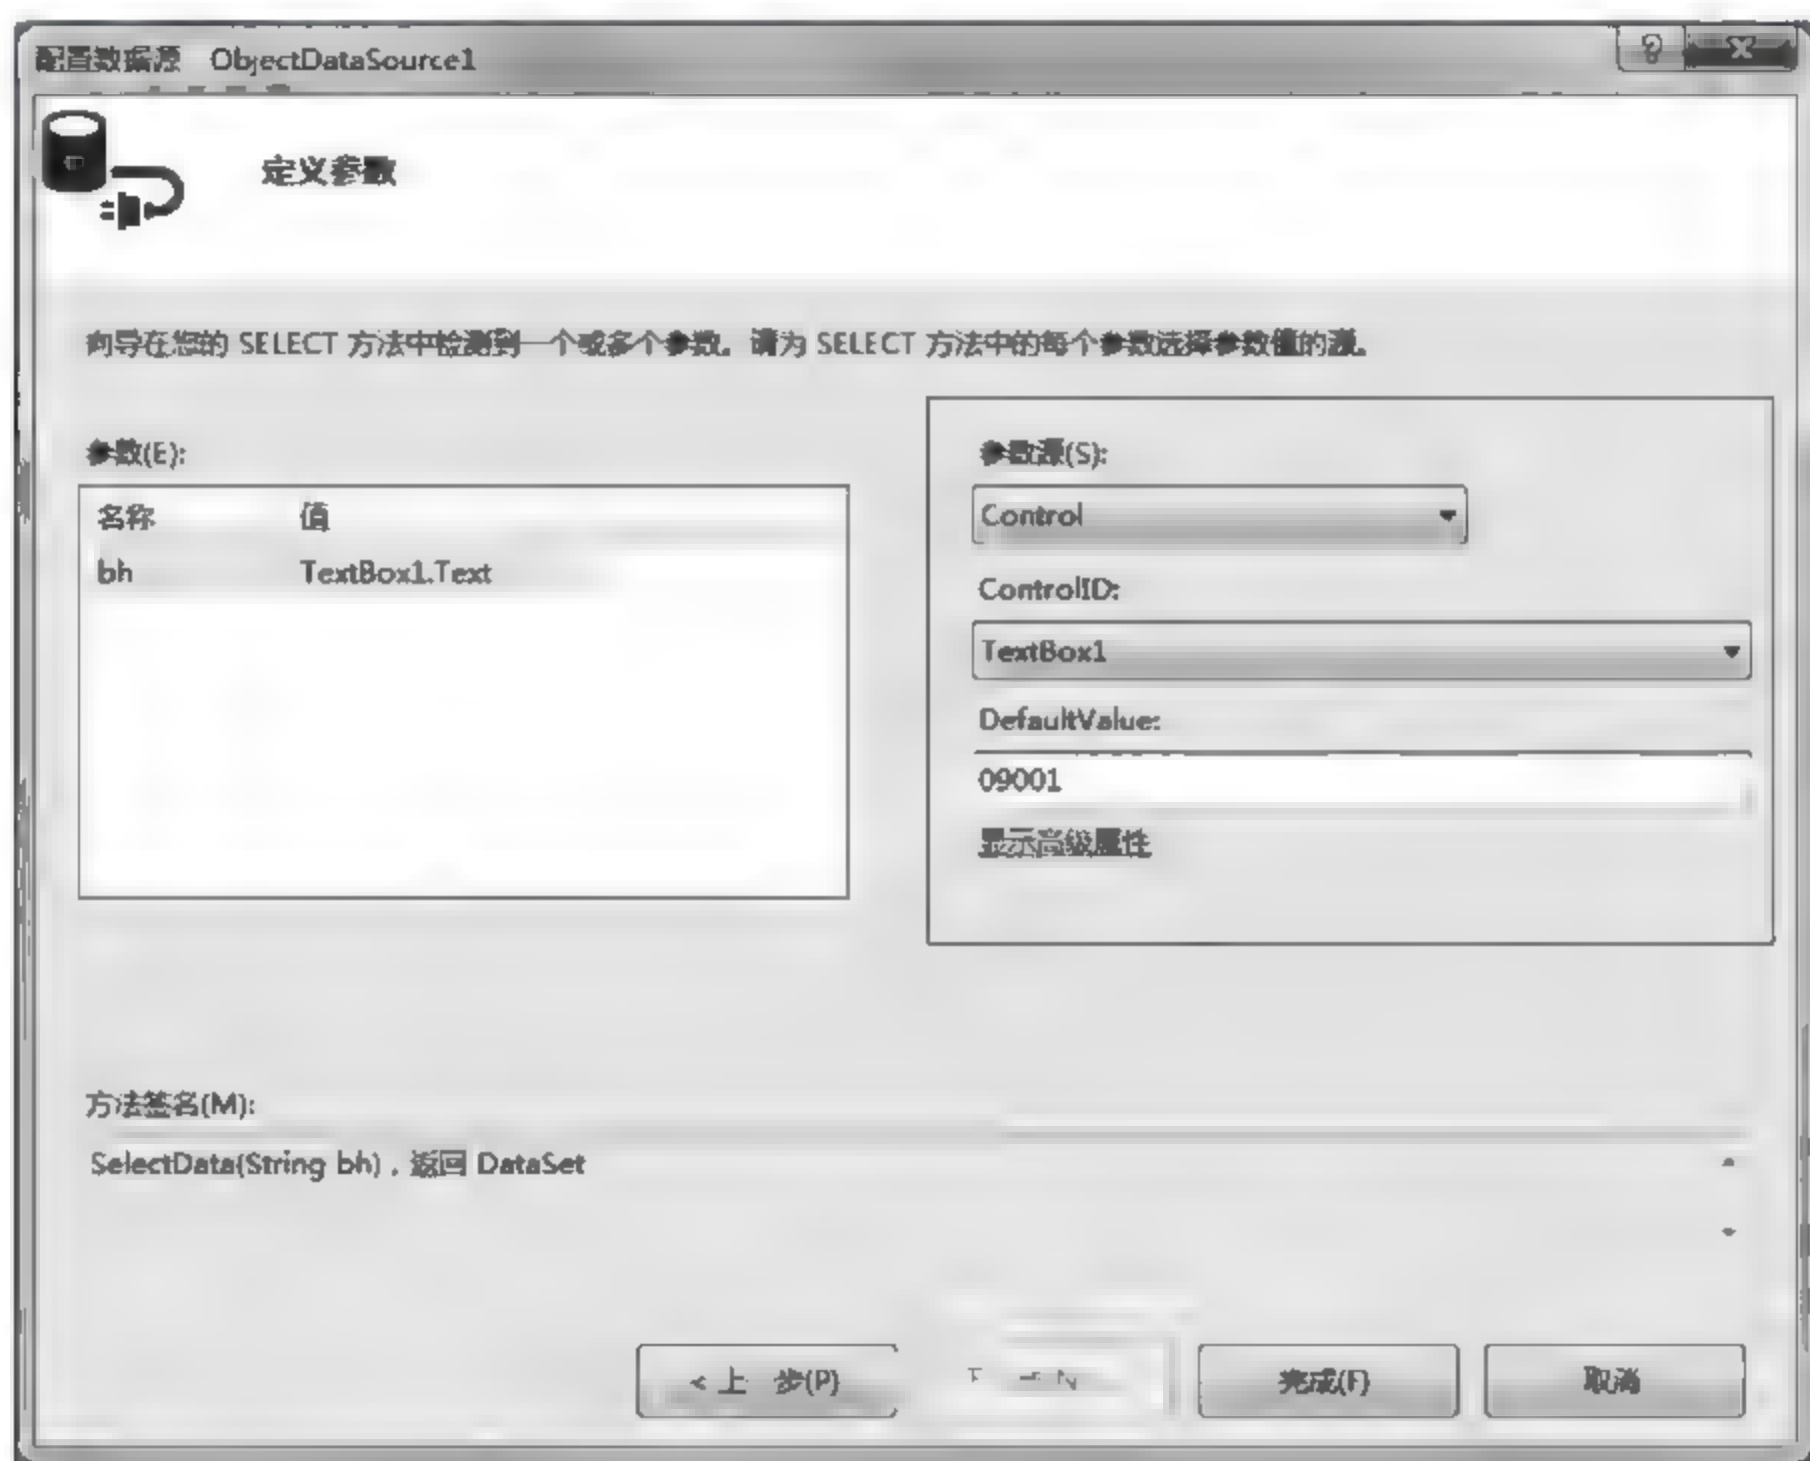 配置数据源 ObjectDataSource1
定义参数
向导在您的 SELECT 方法中检测到一个或多个参数。请为 SELECT 方法中的每个参数选择参数值的源。
参数(E):
名称 值
bh TextBox1.Text
参数源(S):
Control
ControlID:
TextBox1
DefaultValue:
09001
显示高级属性
方法签名(M):
SelectData(String bh)，返回 DataSet
< 上 步(P)
下 N
完成(F)
取消